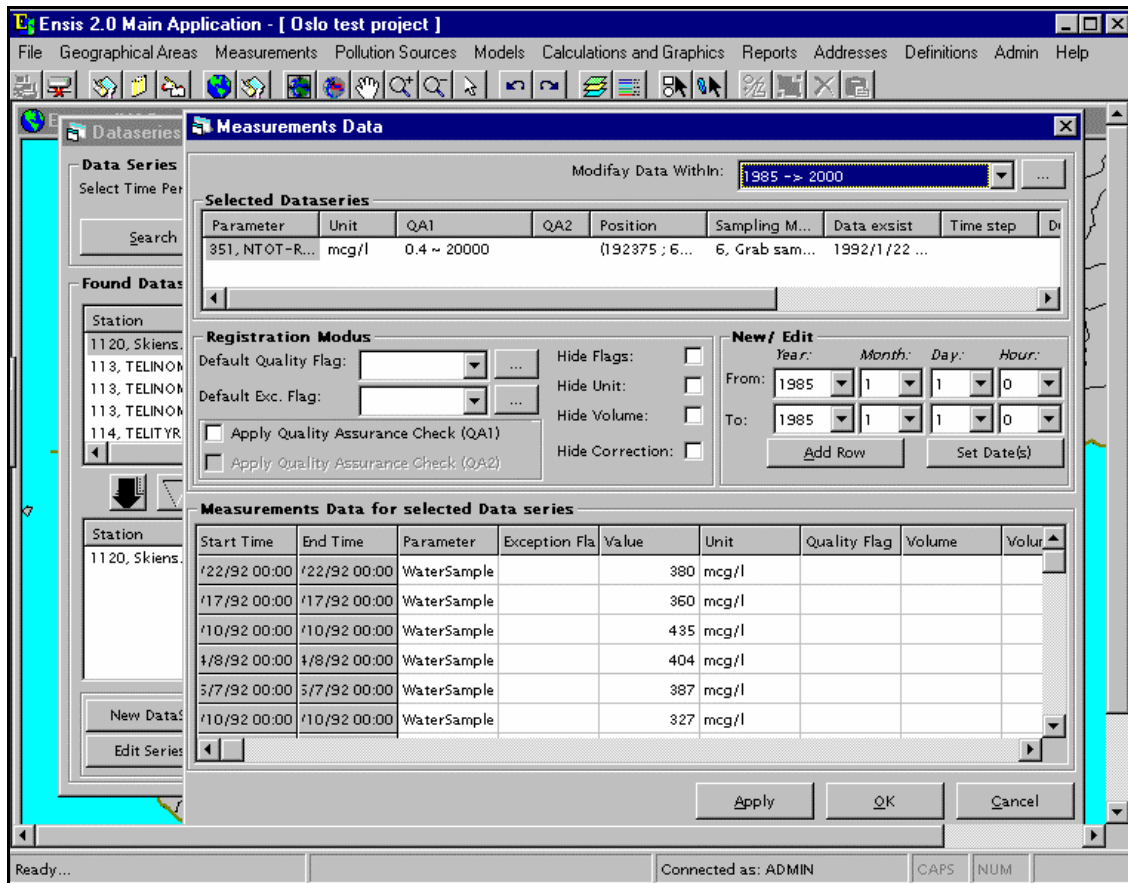 Ensis 2.0 Main Application - [ Oslo test project ]
File Geographical Areas Measurements Pollution Sources Models Calculations and Graphics Reports Addresses Definitions Admin Help
Dataseries
Data Series
Select Time Per
Search
Found Datas
Station
1120, Skiens.
113, TELINOM
113, TELINOM
113, TELINOM
114, TELITYR
Station
1120, Skiens.
New DataS
Edit Series
Measurements Data
Modifay Data WithIn: 1985 -> 2000 ...
Selected Dataseries
Parameter Unit QA1 QA2 Position Sampling M... Data exsist Time step
351, NTOT-R... mcg/l 0.4 ~ 20000 (192375 ; 6... 6, Grab sam... 1992/1/22 ...
Registration Modus
Default Quality Flag: ...
Default Exc. Flag: ...
Apply Quality Assurance Check (QA1)
Apply Quality Assurance Check (QA2)
Hide Flags:
Hide Unit:
Hide Volume:
Hide Correction:
New/ Edit
Year: Month: Day: Hour:
From: 1985 1 1 0
To: 1985 1 1 0
Add Row Set Date(s)
Measurements Data for selected Data series
Start Time End Time Parameter Exception Fla Value Unit Quality Flag Volume Volur
/22/92 00:00 /22/92 00:00 WaterSample 380 mcg/l
/17/92 00:00 /17/92 00:00 WaterSample 360 mcg/l
/10/92 00:00 /10/92 00:00 WaterSample 435 mcg/l
4/8/92 00:00 4/8/92 00:00 WaterSample 404 mcg/l
5/7/92 00:00 5/7/92 00:00 WaterSample 387 mcg/l
/10/92 00:00 /10/92 00:00 WaterSample 327 mcg/l
Apply OK Cancel
Ready... Connected as: ADMIN CAPS NUM